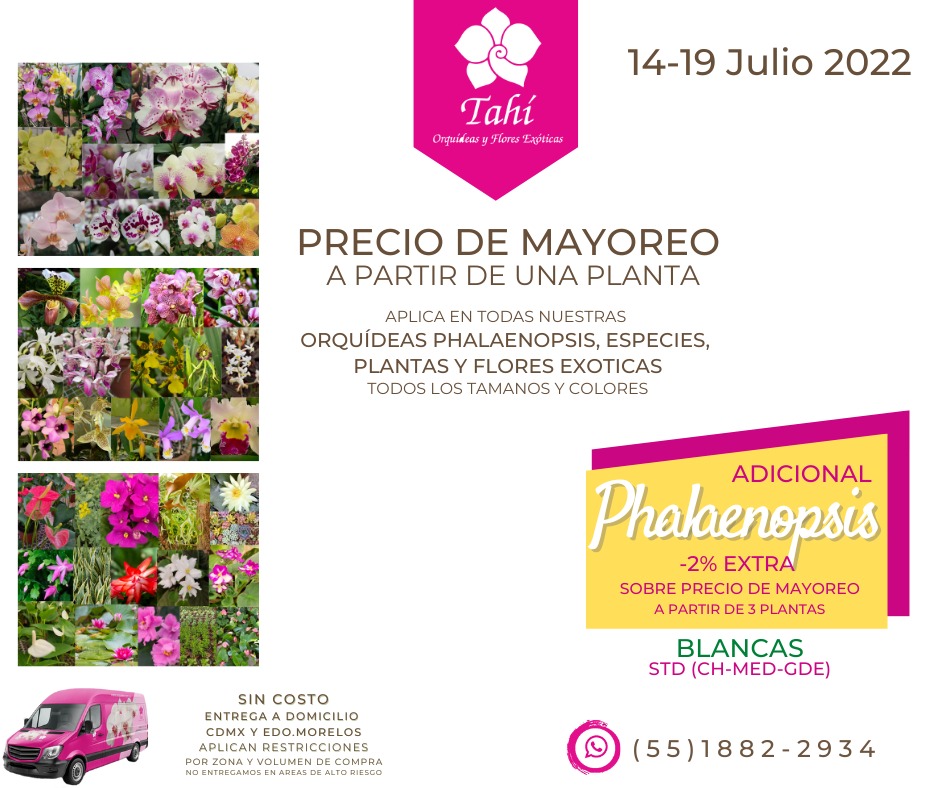 Tahí
Orquídeas y Flores Exóticas
14-19 Julio 2022
PRECIO DE MAYOREO
A PARTIR DE UNA PLANTA
APLICA EN TODAS NUESTRAS
ORQUÍDEAS PHALAENOPSIS, ESPECIES,
PLANTAS Y FLORES EXOTICAS
TODOS LOS TAMANOS Y COLORES
ADICIONAL
Phalaenopsis
-2% EXTRA
SOBRE PRECIO DE MAYOREO
A PARTIR DE 3 PLANTAS
BLANCAS
STD (CH-MED-GDE)
SIN COSTO
ENTREGA A DOMICILIO
CDMX Y EDO.MORELOS
APLICAN RESTRICCIONES
POR ZONA Y VOLUMEN DE COMPRA
NO ENTREGAMOS EN AREAS DE ALTO RIESGO
(55)1882-2934